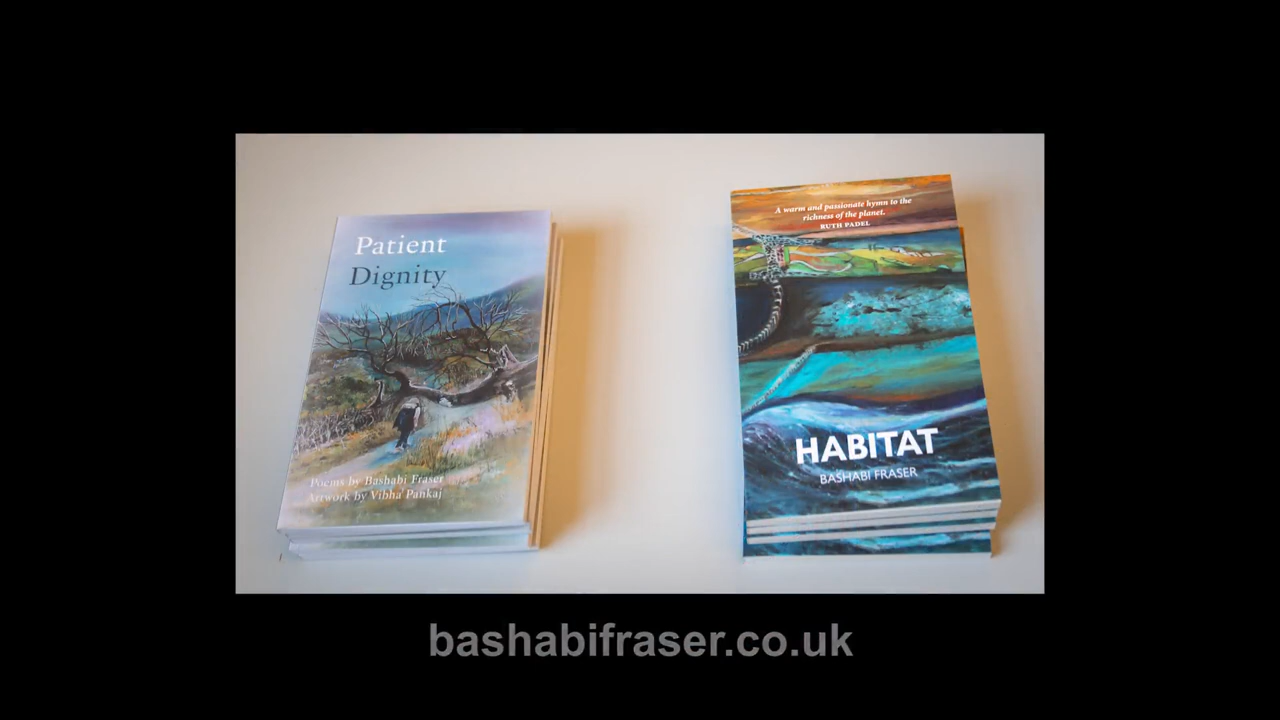 Patient
Dignity
Poems by Bashabi Fraser
Artwork by Vibha Pankaj
A warm and passionate hymn to the
richness of the planet.
RUTH PADEL
HABITAT
BASHABI FRASER
bashabifraser.co.uk